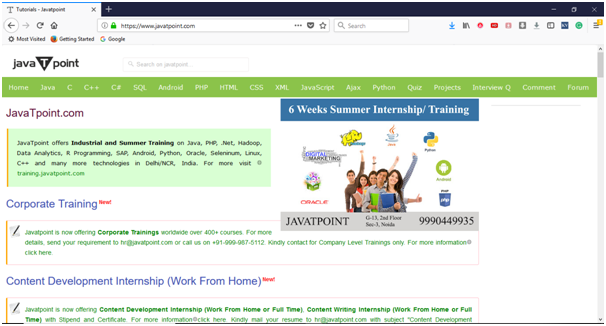 Tutorials - Javatpoint
https://www.javatpoint.com
Search
Most Visited Getting Started Google
java T point
Search on javatpoint
Home Java C C++ C# SQL Android PHP HTML CSS XML JavaScript Ajax Python Quiz Projects Interview Q Comment Forum
JavaTpoint.com
JavaTpoint offers Industrial and Summer Training on Java, PHP, .Net, Hadoop,
Data Analytics, R Programming, SAP, Android, Python, Oracle, Seleninum, Linux,
C++ and many more technologies in Delhi/NCR, India. For more visit
training.javatpoint.com
6 Weeks Summer Internship/ Training
Java
Python
DIGITAL
MARKETING
Android
ORACLE
PHP
JAVATPOINT
G-13, 2nd Floor
Sec-3, Noida
9990449935
Corporate Training New!
Javatpoint is now offering Corporate Trainings worldwide over 400+ courses. For more
details, send your requirement to hr@javatpoint.com or call us on +91-999-987-5112. Kindly contact for Company Level Trainings only. For more information
click here.
Content Development Internship (Work From Home) New!
Javatpoint is now offering Content Development Internship (Work From Home or Full Time), Content Writing Internship (Work From Home or Full
Time) with Stipend and Certificate. For more information click here. Kindly mail your resume to hr@javatpoint.com with subject "Content Development